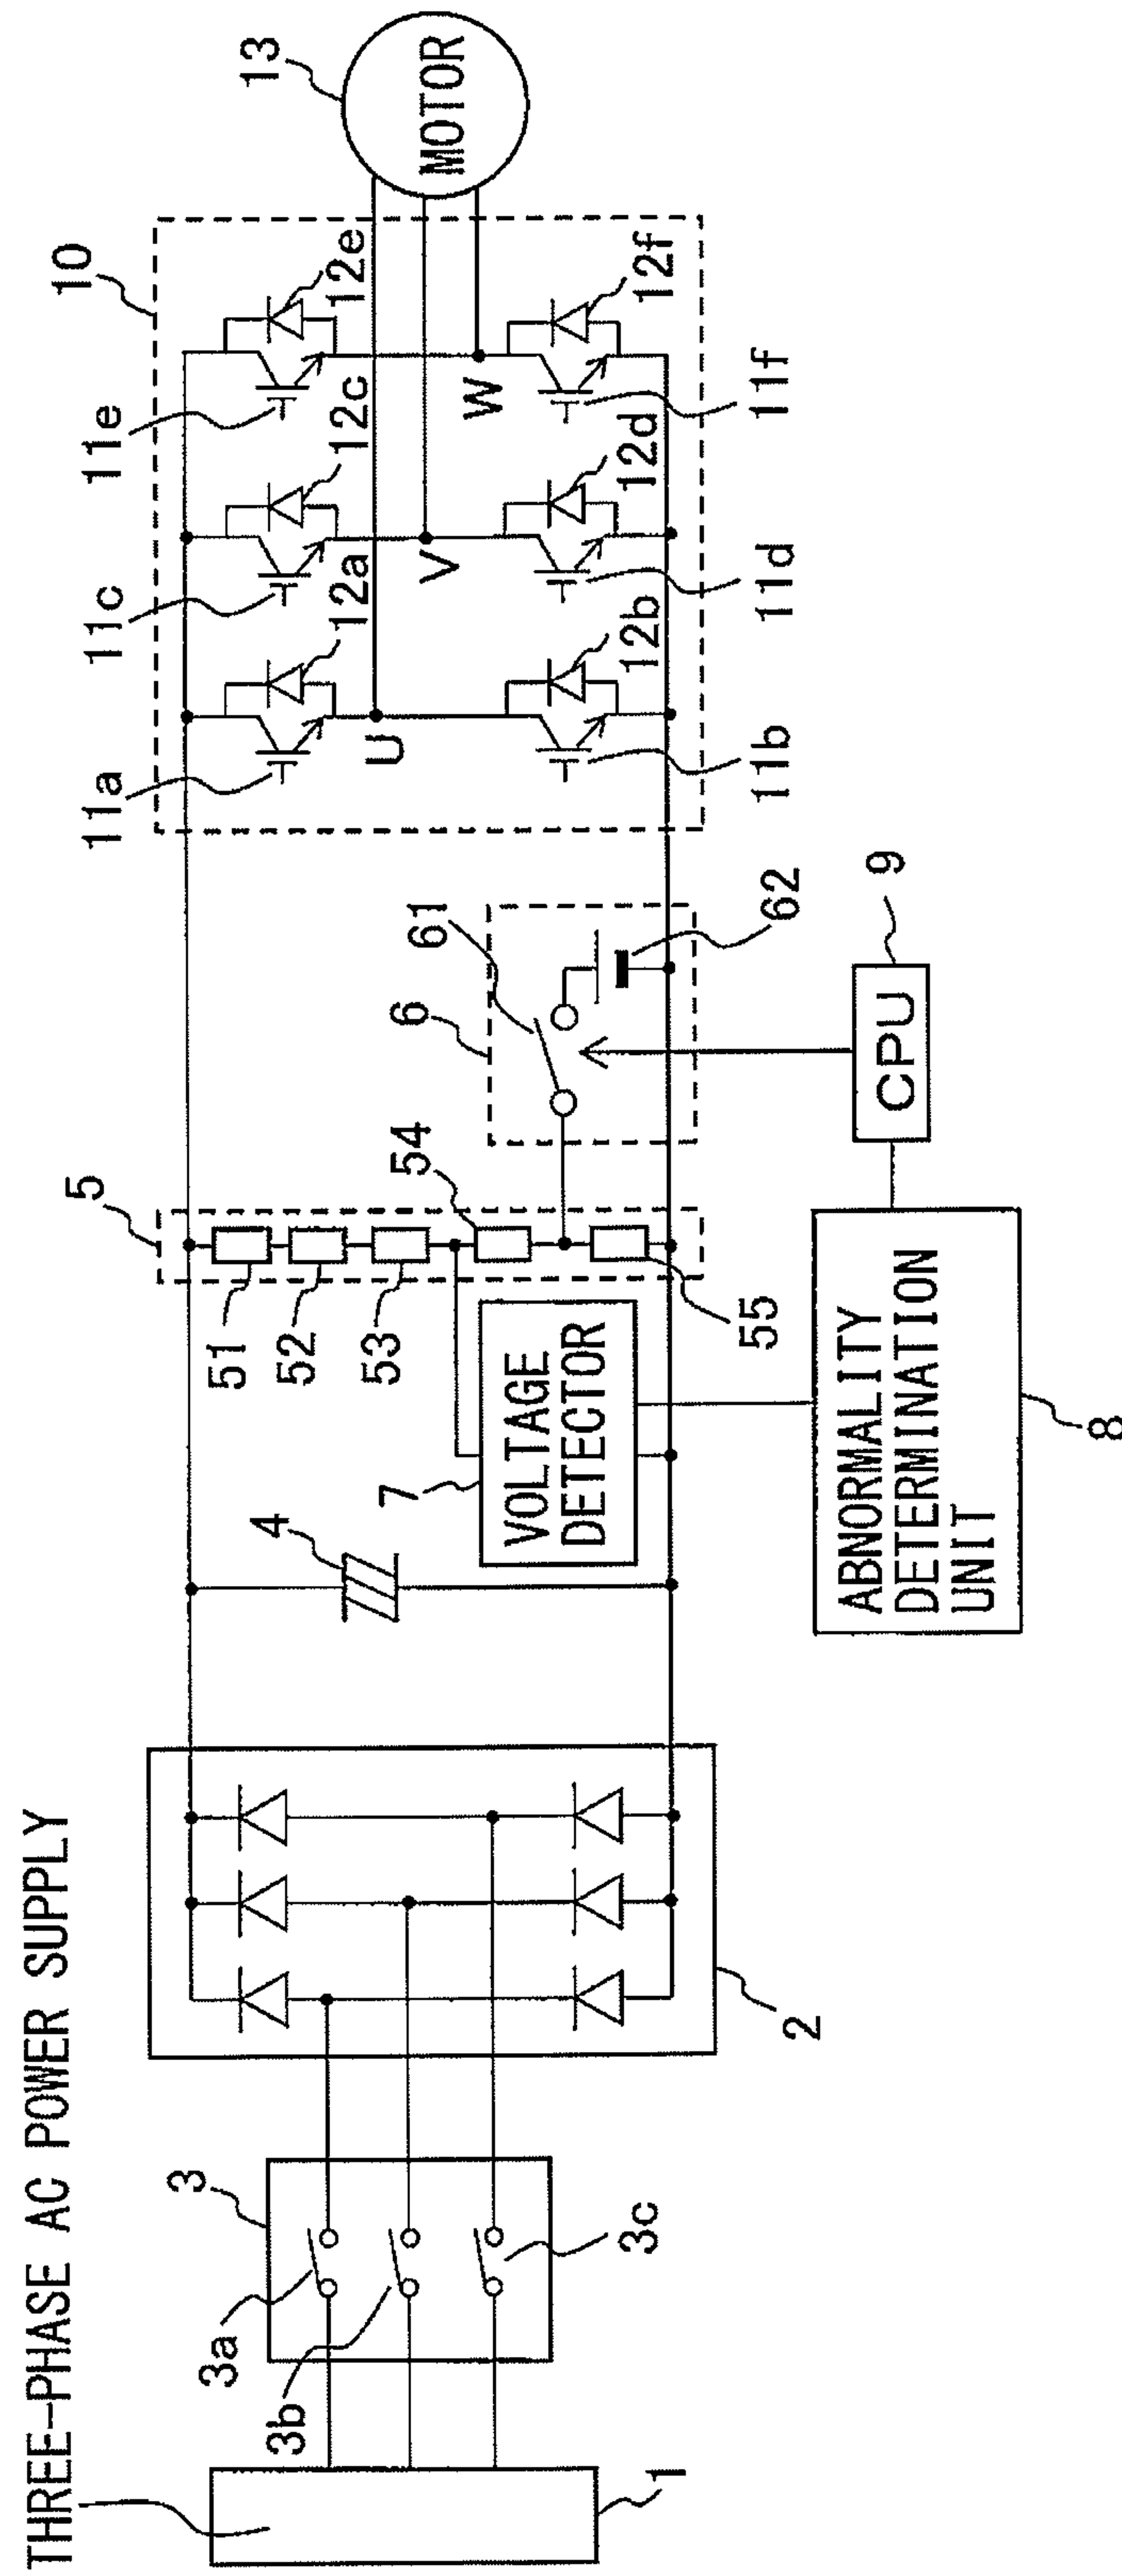 THREE-PHASE AC POWER SUPPLY
1
3
3a
3b
3c
2
4
7
VOLTAGE
DETECTOR
5
51
52
53
54
55
6
61
62
ABNORMALITY
DETERMINATION
UNIT
8
CPU
9
10
11a
11c
11e
12a
12c
12e
U
V
W
11b
11d
11f
12b
12d
12f
13
MOTOR